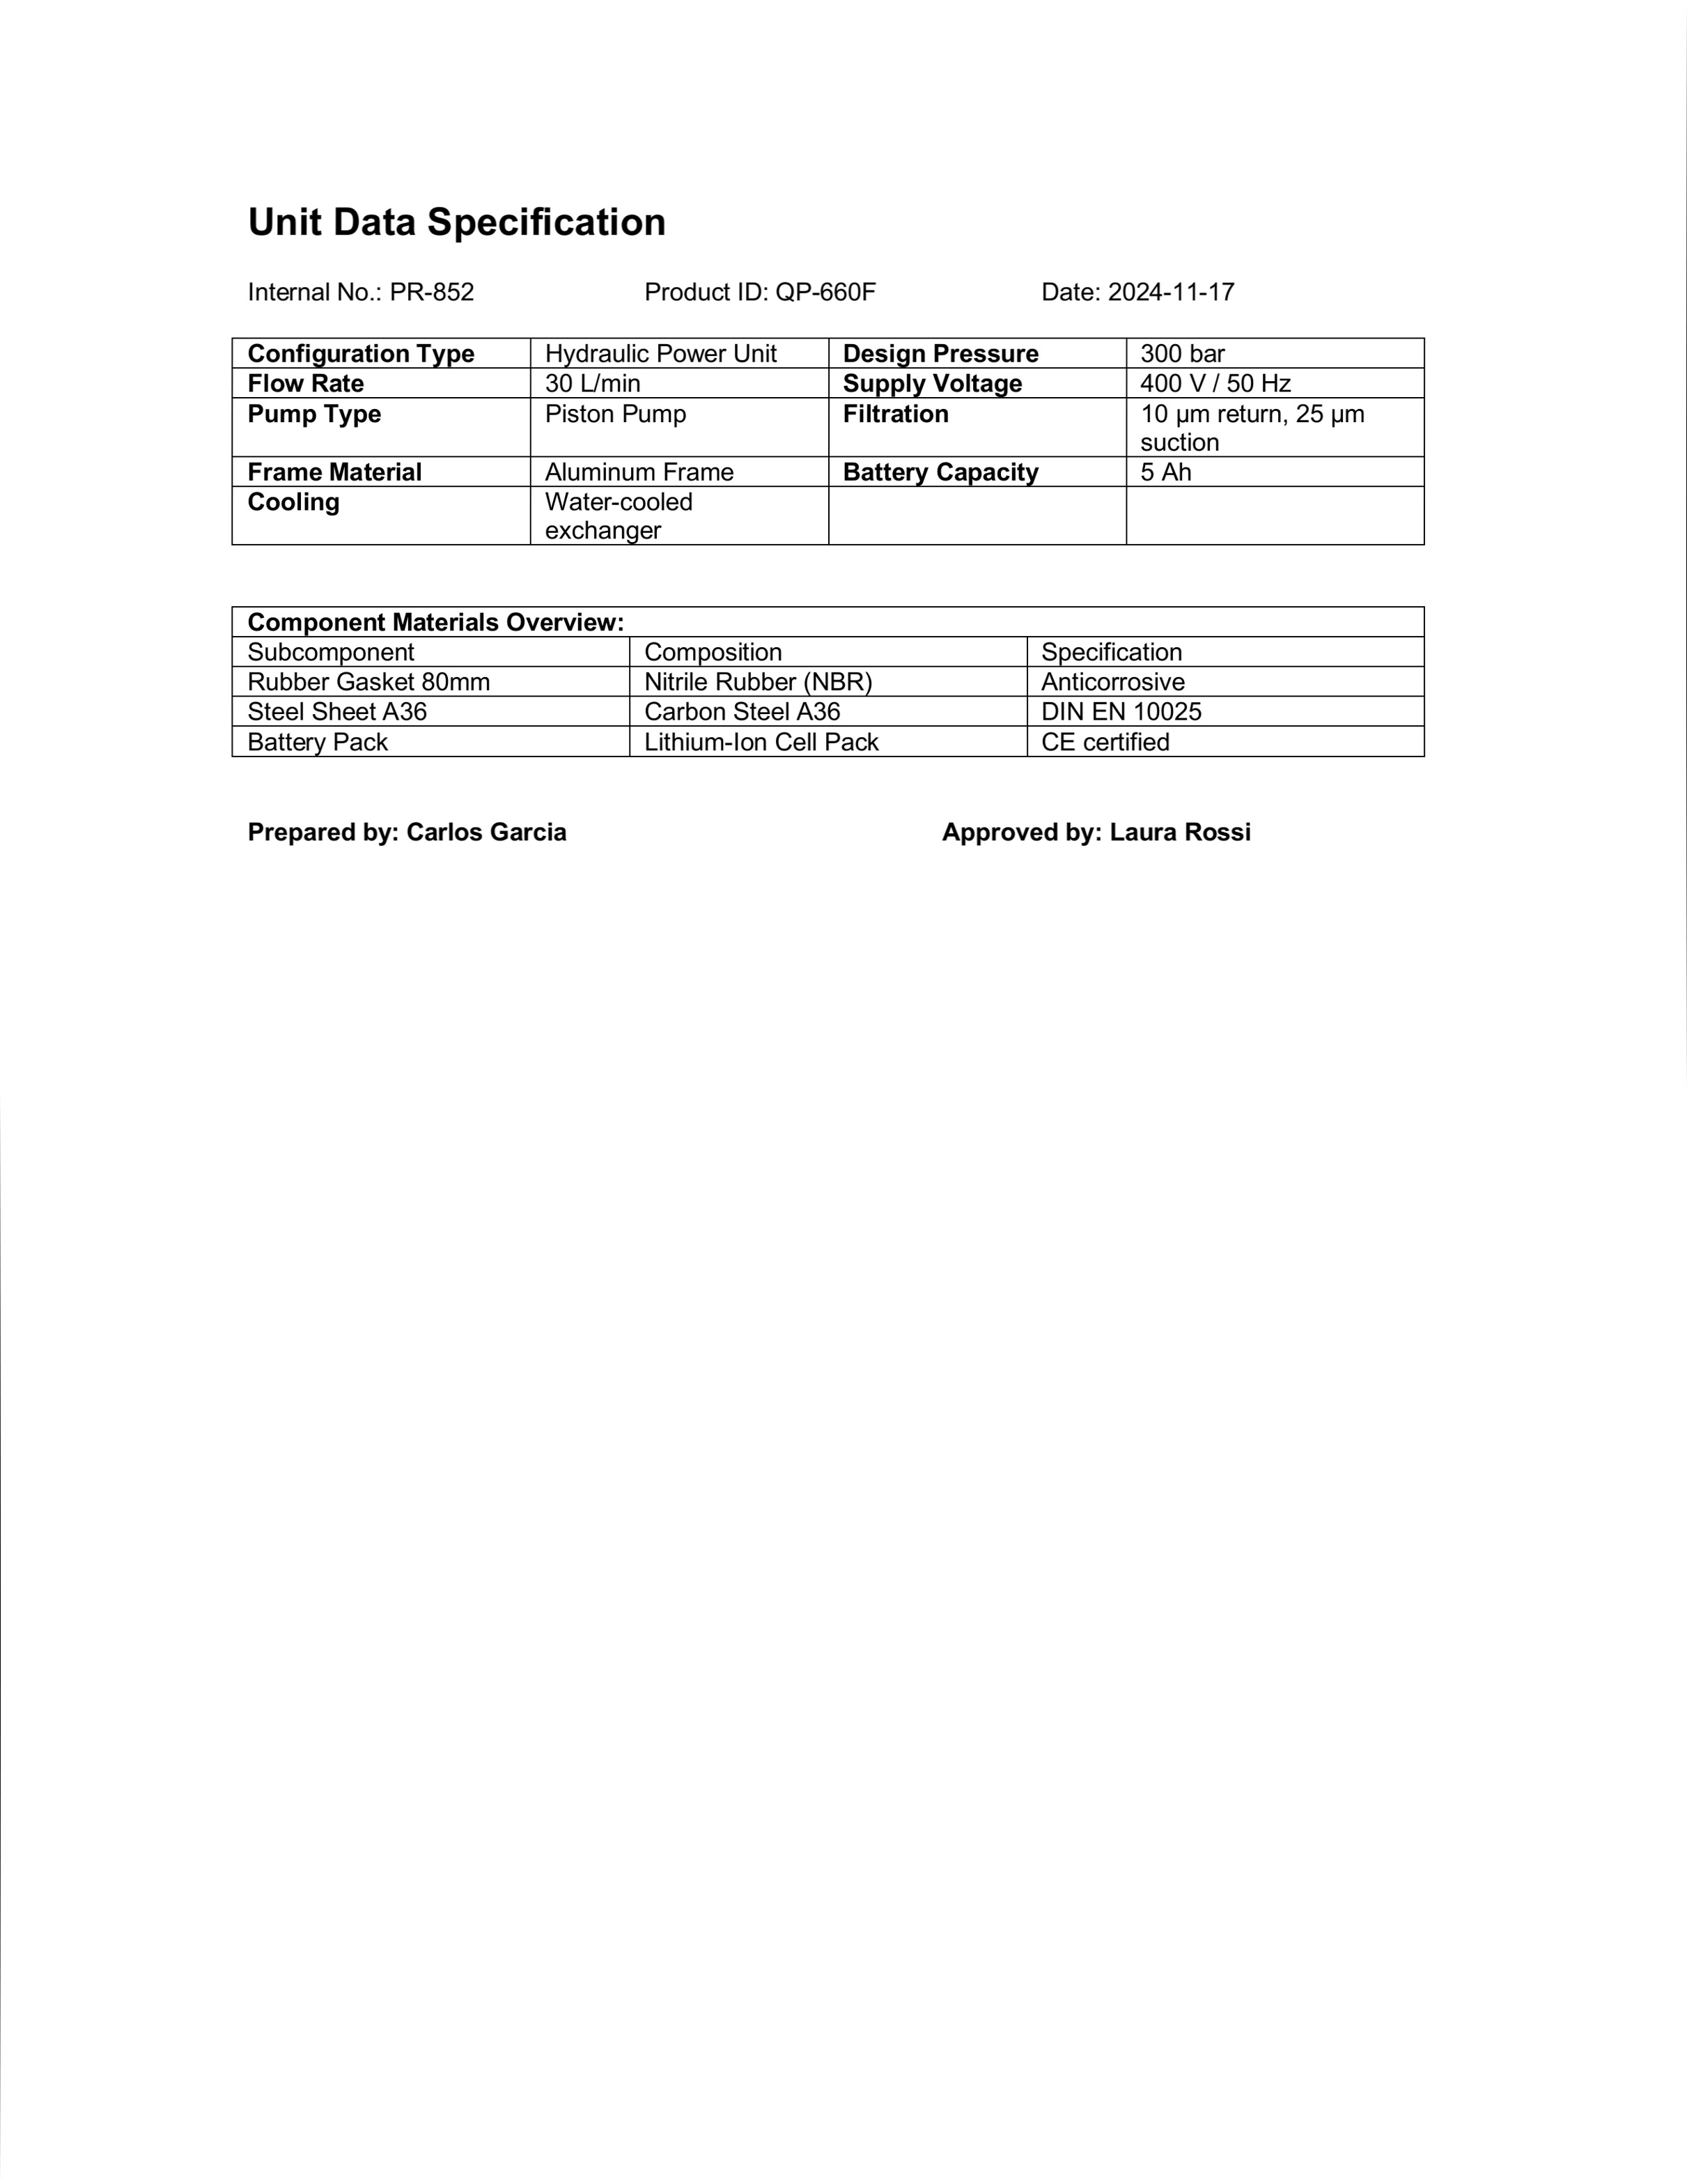 Unit Data Specification
Internal No.: PR-852 Product ID: QP-660F Date: 2024-11-17
Configuration Type Hydraulic Power Unit Design Pressure 300 bar
Flow Rate 30 L/min Supply Voltage 400 V / 50 Hz
Pump Type Piston Pump Filtration 10 µm return, 25 µm
suction
Frame Material Aluminum Frame Battery Capacity 5 Ah
Cooling Water-cooled
exchanger
Component Materials Overview:
Subcomponent Composition Specification
Rubber Gasket 80mm Nitrile Rubber (NBR) Anticorrosive
Steel Sheet A36 Carbon Steel A36 DIN EN 10025
Battery Pack Lithium-Ion Cell Pack CE certified
Prepared by: Carlos Garcia Approved by: Laura Rossi